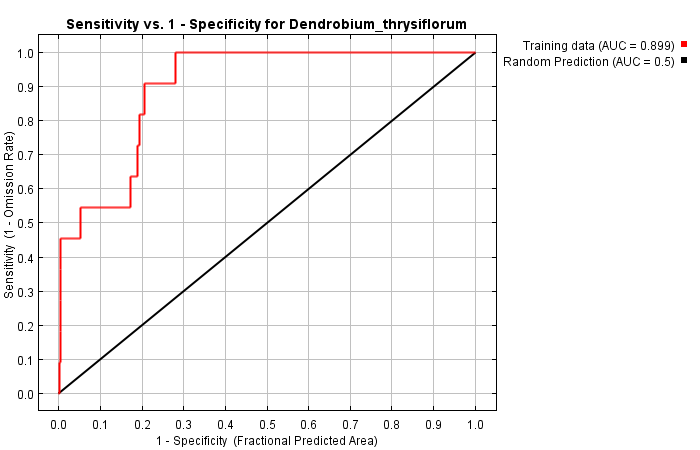 Sensitivity vs. 1 - Specificity for Dendrobium_thrysiflorum
Training data (AUC = 0.899)
Random Prediction (AUC = 0.5)
Sensitivity (1 - Omission Rate)
1.0
0.9
0.8
0.7
0.6
0.5
0.4
0.3
0.2
0.1
0.0
0.0 0.1 0.2 0.3 0.4 0.5 0.6 0.7 0.8 0.9 1.0
1 - Specificity (Fractional Predicted Area)